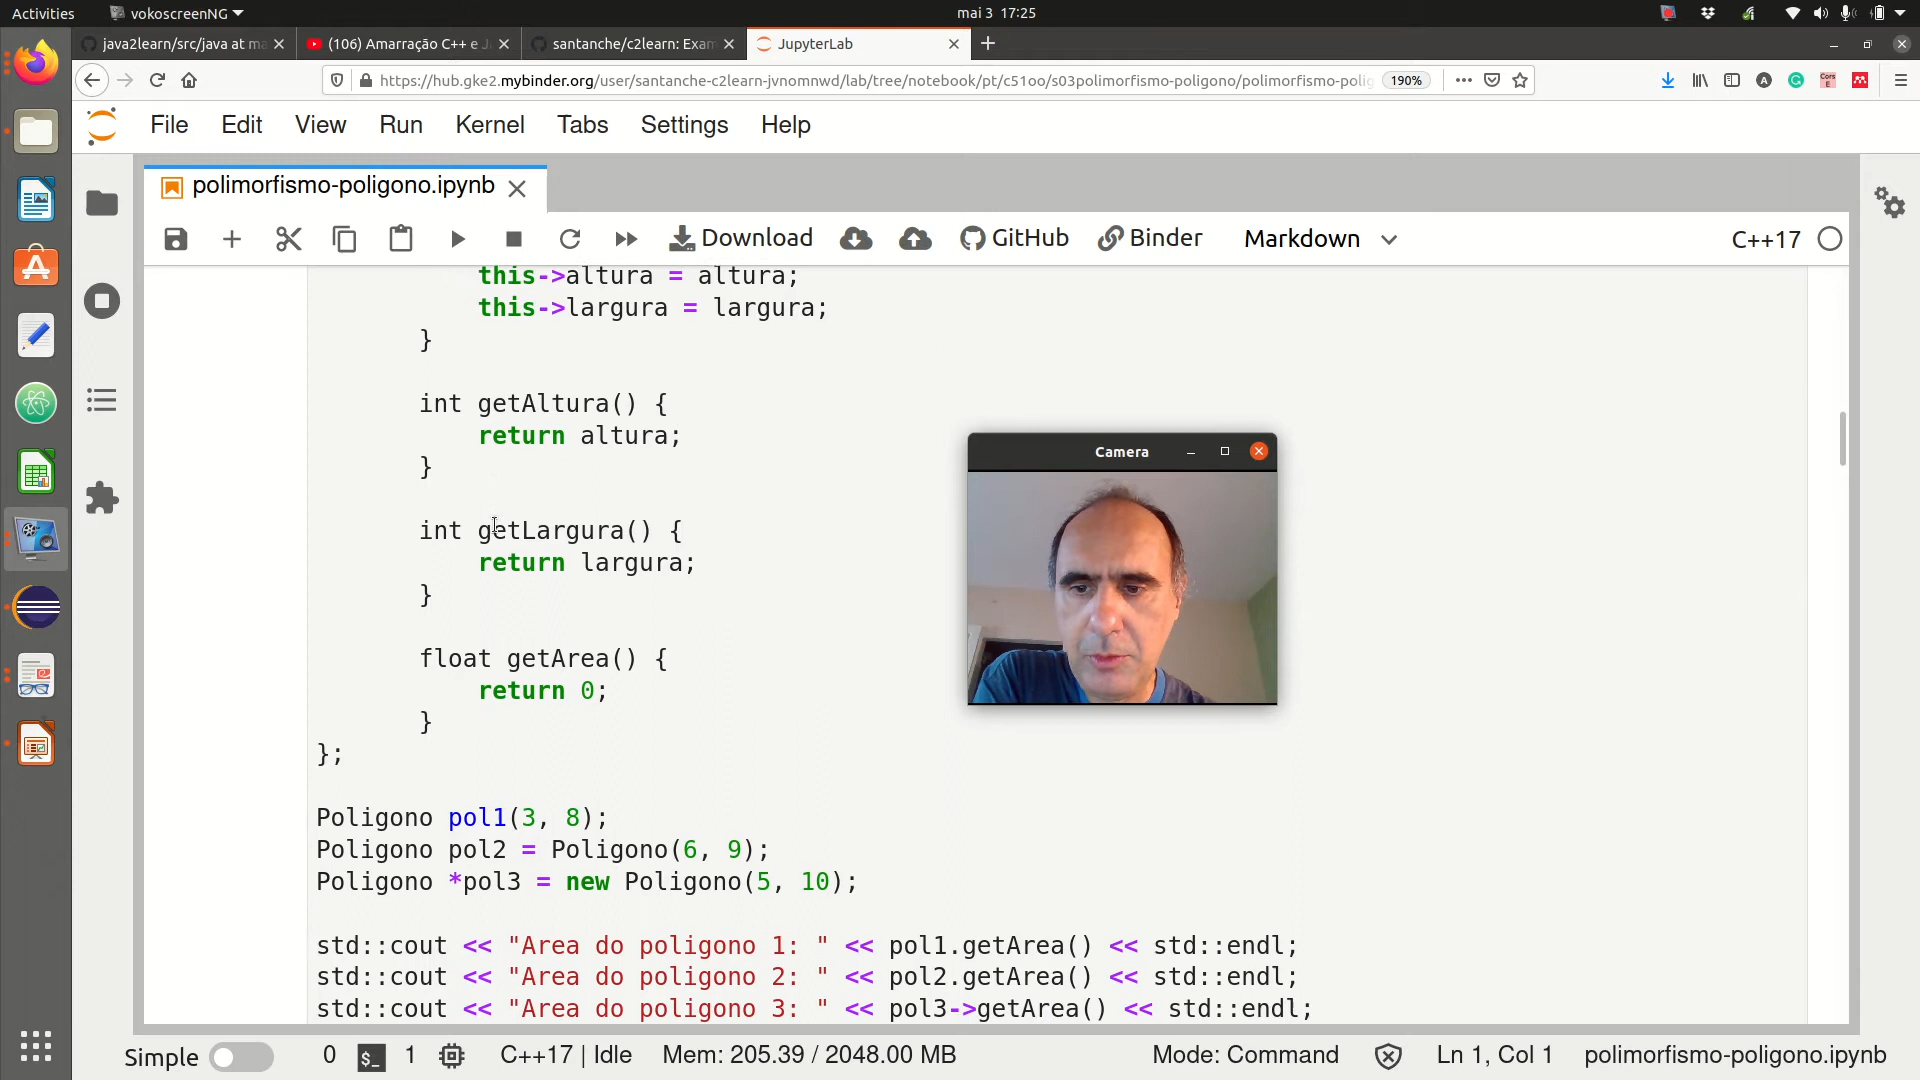 Activities
vokoscreenNG
mai 3 17:25
java2learn/src/java at ma
(106) Amarração C++ e J
santanche/c2learn: Exam
JupyterLab
https://hub.gke2.mybinder.org/user/santanche-c2learn-jvnomnwd/lab/tree/notebook/pt/c51oo/s03polimorfismo-poligono/polimorfismo-polig
190%
File
Edit
View
Run
Kernel
Tabs
Settings
Help
polimorfismo-poligono.ipynb
Download
GitHub
Binder
Markdown
C++17
this->altura = altura;
this->largura = largura;
}
int getAltura() {
return altura;
}
int getLargura() {
return largura;
}
float getArea() {
return 0;
}
};
Camera
Poligono pol1(3, 8);
Poligono pol2 = Poligono(6, 9);
Poligono *pol3 = new Poligono(5, 10);
std::cout << "Area do poligono 1: " << pol1.getArea() << std::endl;
std::cout << "Area do poligono 2: " << pol2.getArea() << std::endl;
std::cout << "Area do poligono 3: " << pol3->getArea() << std::endl;
Simple
0
$_
1
C++17 | Idle
Mem: 205.39 / 2048.00 MB
Mode: Command
Ln 1, Col 1
polimorfismo-poligono.ipynb